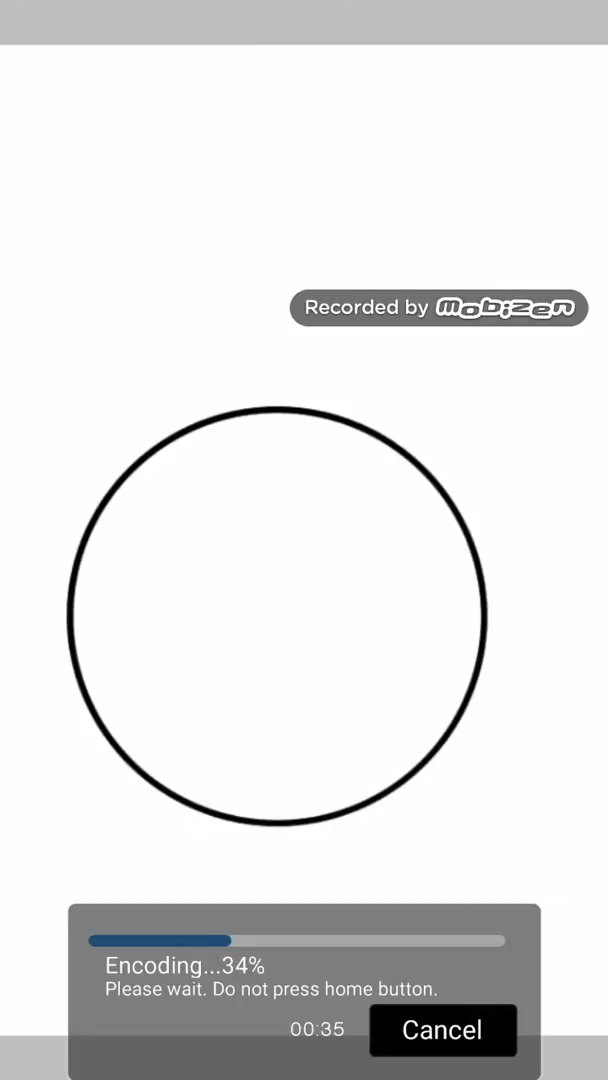 Recorded by mobizen
Encoding...34%
Please wait. Do not press home button.
00:35
Cancel